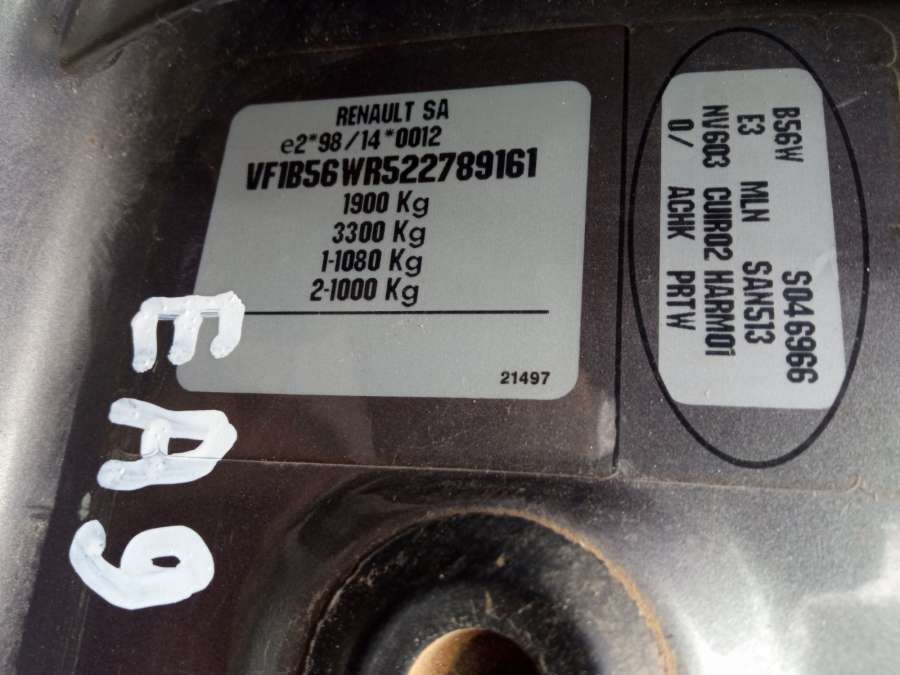 RENAULT SA
e2*98/14*0012
VF1B56WR522789161
1900 Kg
3300 Kg
1-1080 Kg
2-1000 Kg
21497
B56W MLN S046966
E3 SAN513
NV603 CUIR02 HARM01
0/ ACHK PRTW
EA9